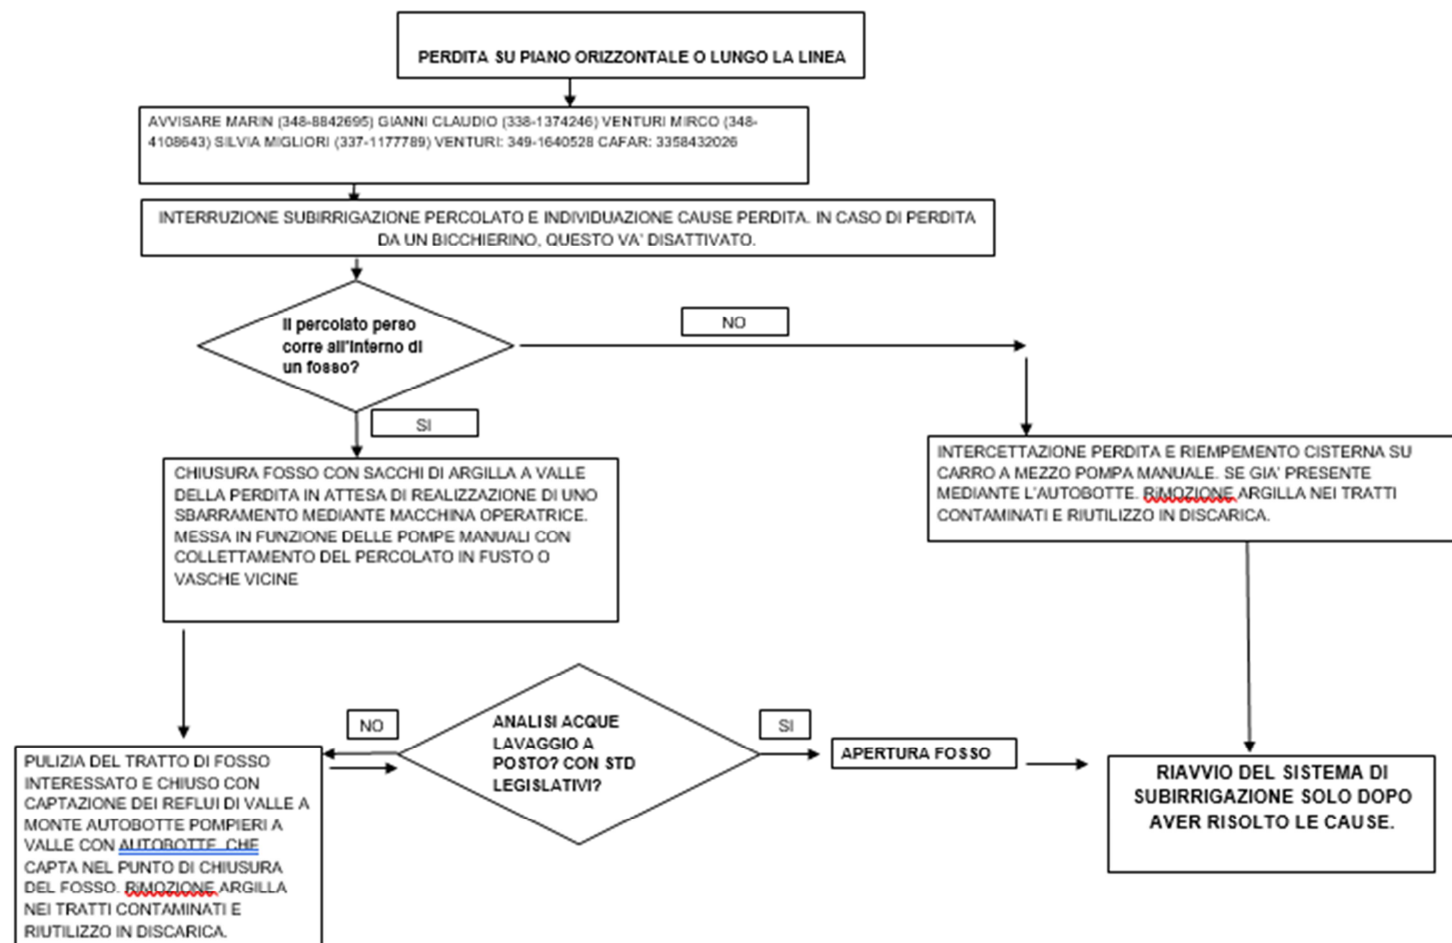 PERDITA SU PIANO ORIZZONTALE O LUNGO LA LINEA
AVVISARE MARIN (348-8842695) GIANNI CLAUDIO (338-1374246) VENTURI MIRCO (348-
4108643) SILVIA MIGLIORI (337-1177789) VENTURI: 349-1640528 CAFAR: 3358432026
INTERRUZIONE SUBIRRIGAZIONE PERCOLATO E INDIVIDUAZIONE CAUSE PERDITA. IN CASO DI PERDITA
DA UN BICCHIERINO, QUESTO VA' DISATTIVATO.
Il percolato perso
corre all'interno di
un fosso?
NO
SI
INTERCETTAZIONE PERDITA E RIEMPEMENTO CISTERNA SU
CARRO A MEZZO POMPA MANUALE. SE GIA' PRESENTE
MEDIANTE L'AUTOBOTTE. RiMOZIONE ARGILLA NEI TRATTI
CONTAMINATI E RIUTILIZZO IN DISCARICA.
CHIUSURA FOSSO CON SACCHI DI ARGILLA A VALLE
DELLA PERDITA IN ATTESA DI REALIZZAZIONE DI UNO
SBARRAMENTO MEDIANTE MACCHINA OPERATRICE.
MESSA IN FUNZIONE DELLE POMPE MANUALI CON
COLLETTAMENTO DEL PERCOLATO IN FUSTO O
VASCHE VICINE
PULIZIA DEL TRATTO DI FOSSO
INTERESSATO E CHIUSO CON
CAPTAZIONE DEI REFLUI DI VALLE A
MONTE AUTOBOTTE POMPIERI A
VALLE CON AUTOBOTTE CHE
CAPTA NEL PUNTO DI CHIUSURA
DEL FOSSO. RiMOZIONE ARGILLA
NEI TRATTI CONTAMINATI E
RIUTILIZZO IN DISCARICA.
NO
ANALISI ACQUE
LAVAGGIO A
POSTO? CON STD
LEGISLATIVI?
SI
APERTURA FOSSO
RIAVVIO DEL SISTEMA DI
SUBIRRIGAZIONE SOLO DOPO
AVER RISOLTO LE CAUSE.